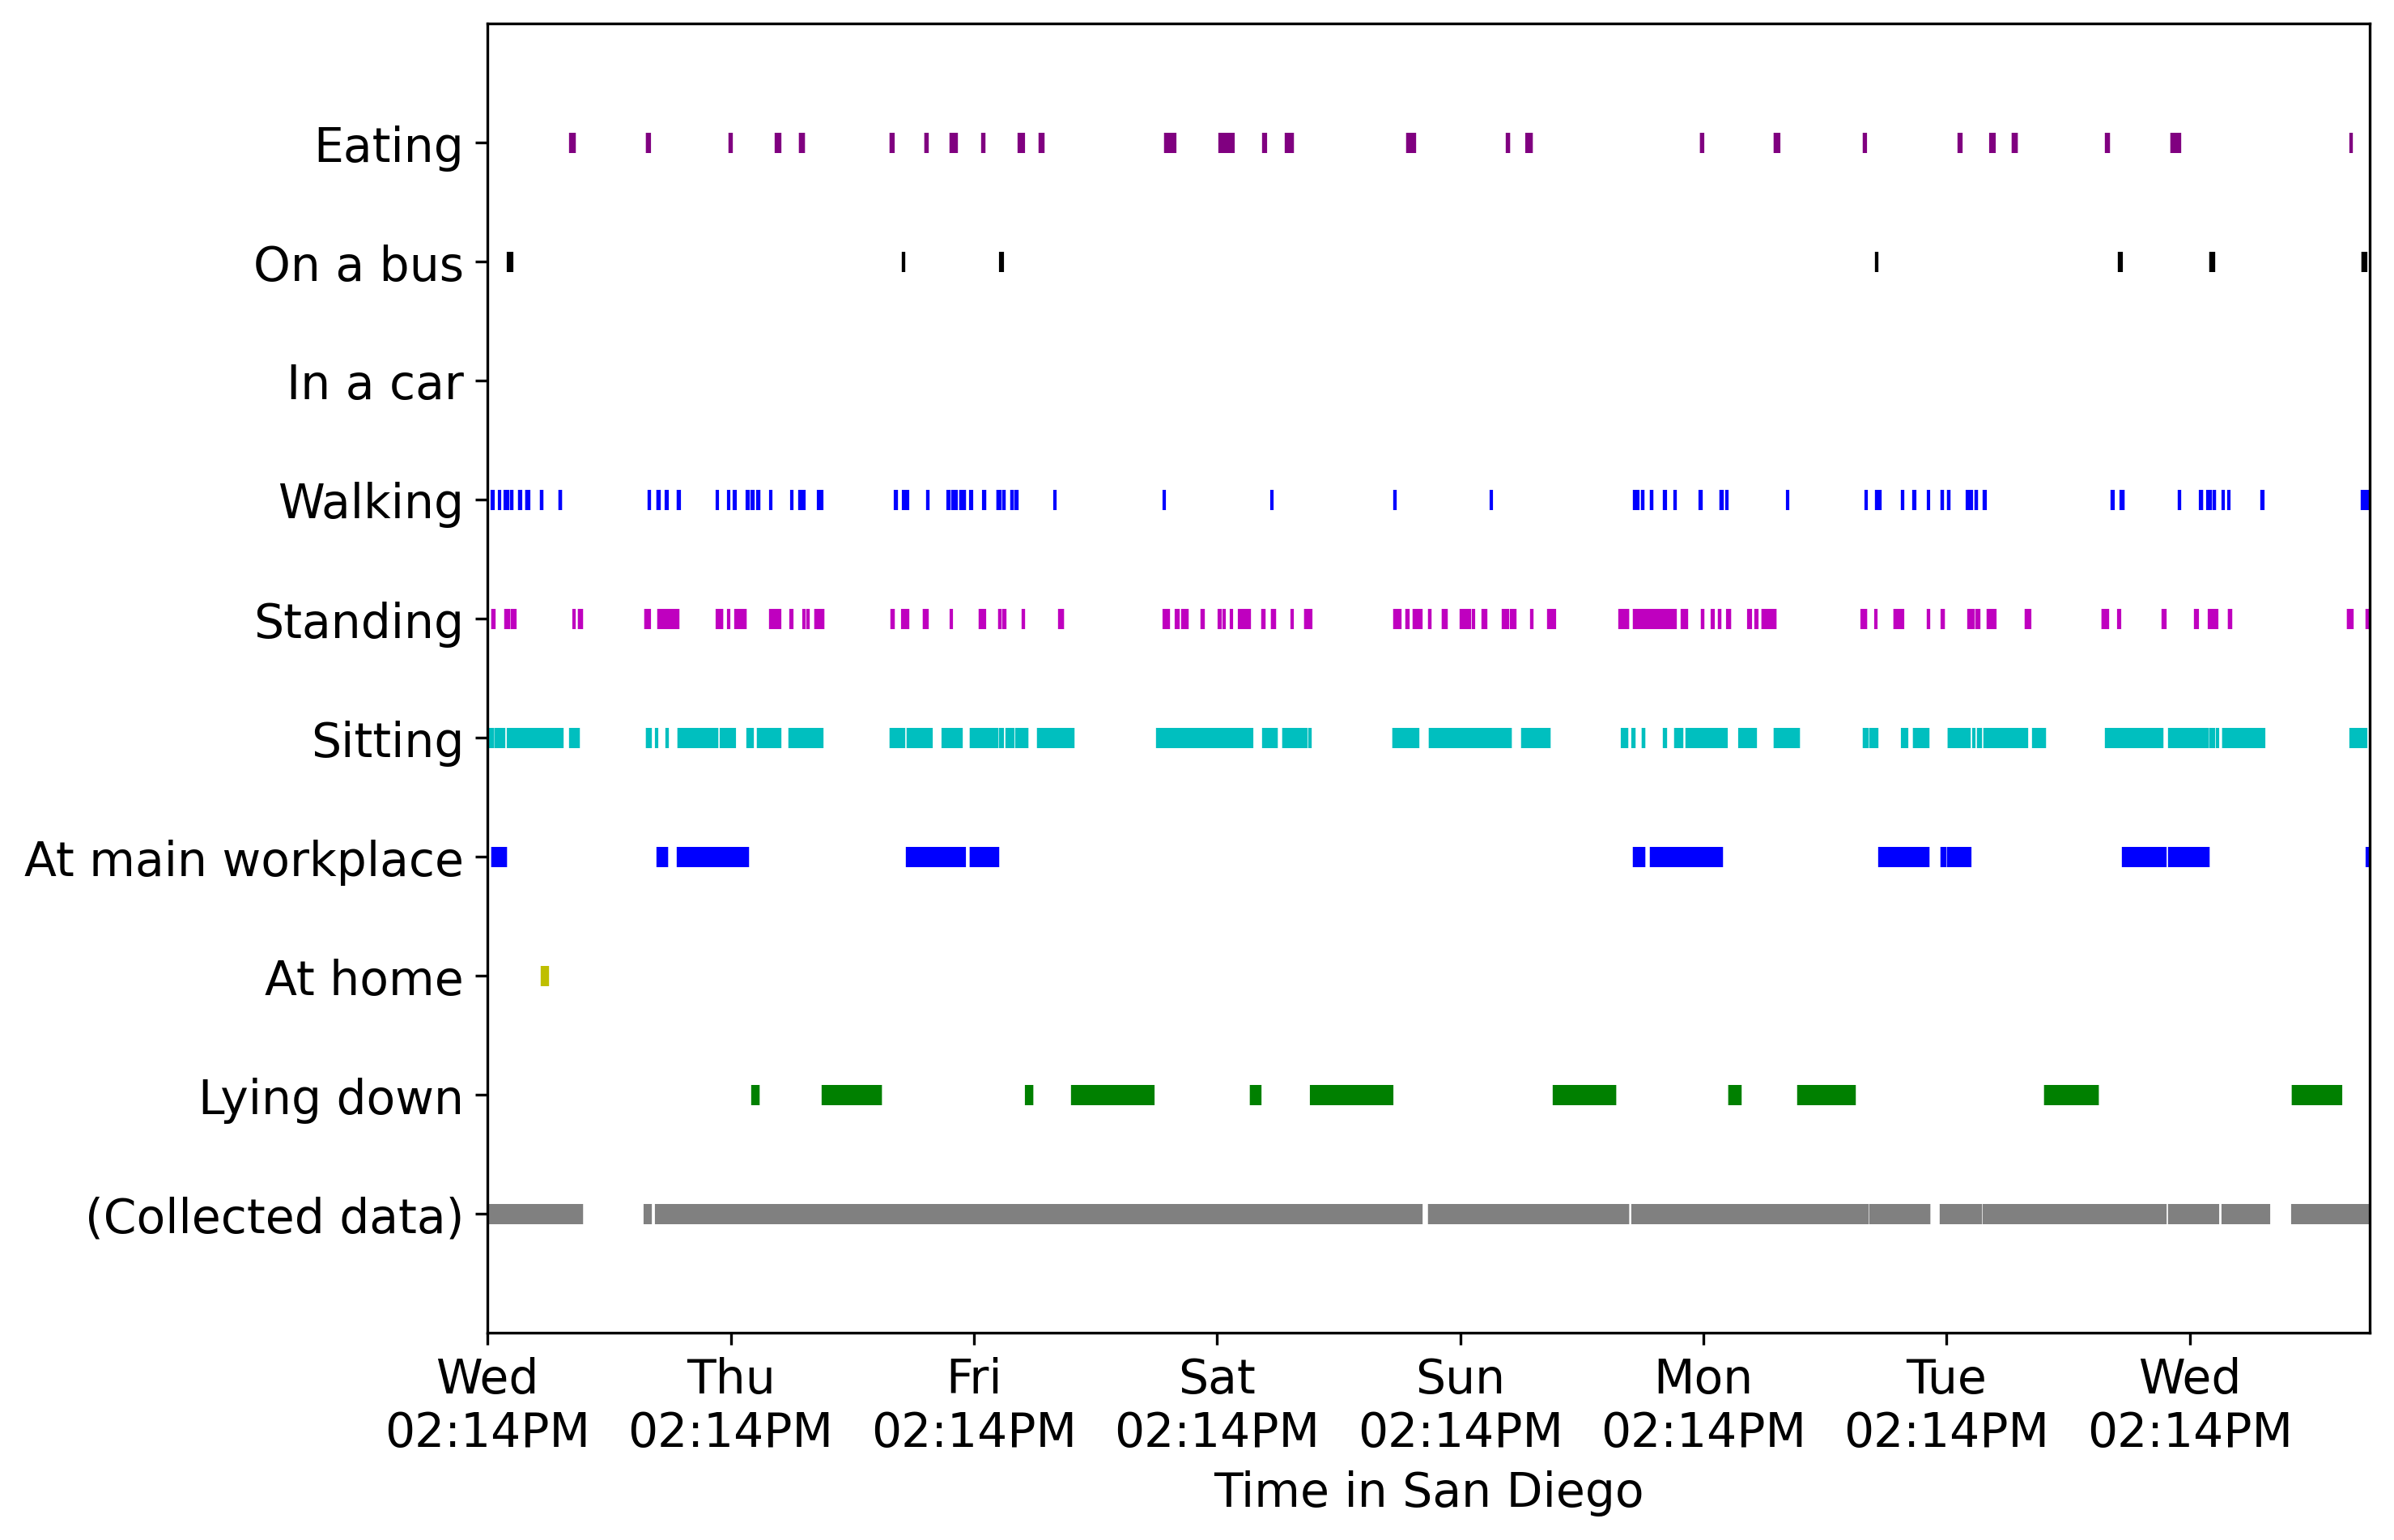 Eating
On a bus
In a car
Walking
Standing
Sitting
At main workplace
At home
Lying down
(Collected data)
Wed Thu Fri Sat Sun Mon Tue Wed
02:14PM 02:14PM 02:14PM 02:14PM 02:14PM 02:14PM 02:14PM 02:14PM
Time in San Diego